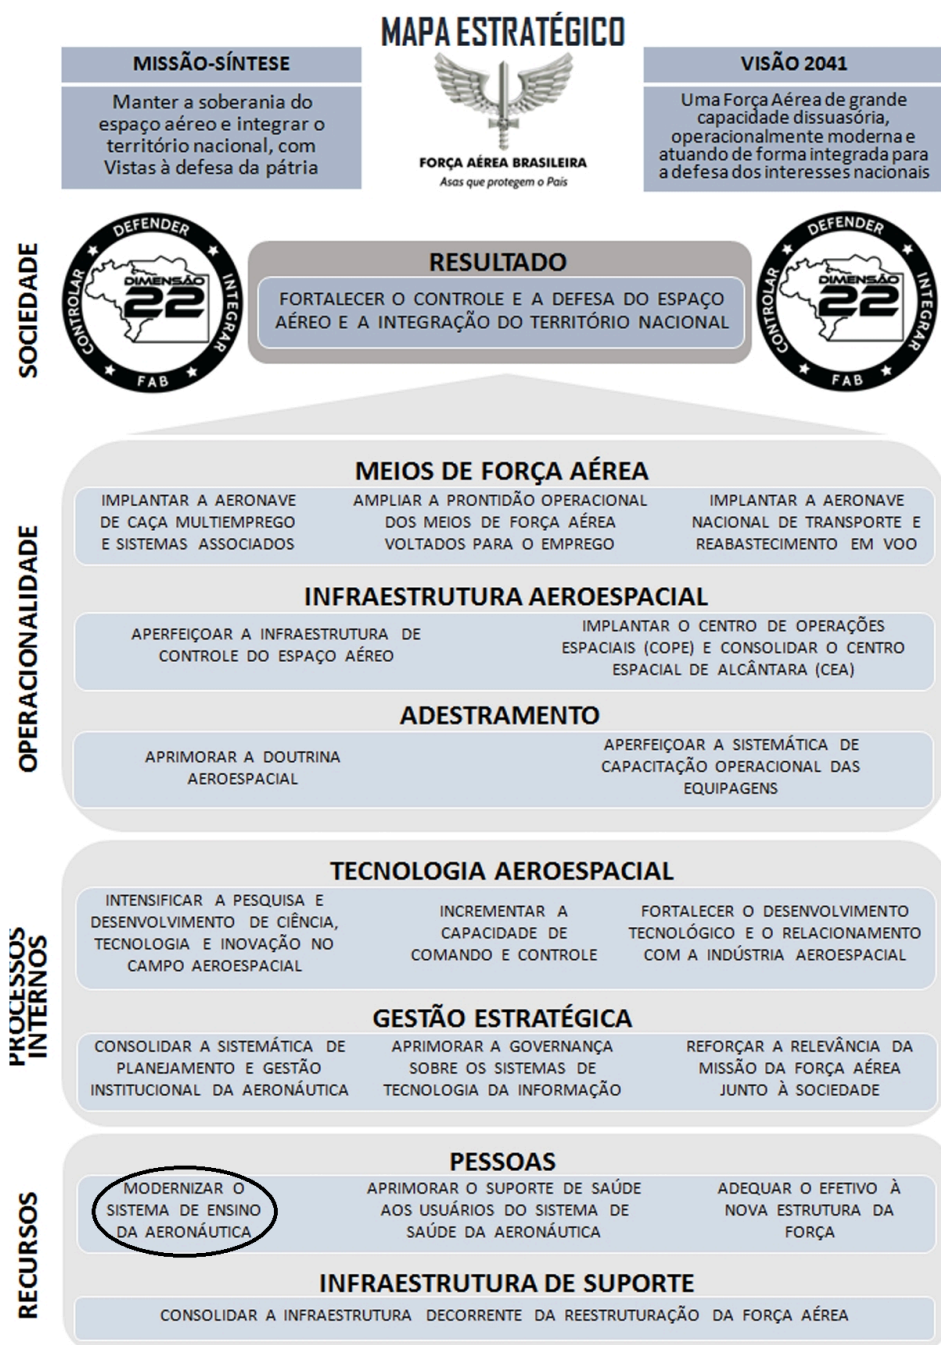 MAPA ESTRATÉGICO
MISSÃO-SÍNTESE
Manter a soberania do
espaço aéreo e integrar o
território nacional, com
Vistas à defesa da pátria
FORÇA AÉREA BRASILEIRA
Asas que protegem o País
VISÃO 2041
Uma Força Aérea de grande
capacidade dissuasória,
operacionalmente moderna e
atuando de forma integrada para
a defesa dos interesses nacionais
SOCIEDADE
CONTROLAR ★ DEFENDER ★ INTEGRAR ★ FAB ★
DIMENSÃO
22
RESULTADO
FORTALECER O CONTROLE E A DEFESA DO ESPAÇO
AÉREO E A INTEGRAÇÃO DO TERRITÓRIO NACIONAL
CONTROLAR ★ DEFENDER ★ INTEGRAR ★ FAB ★
DIMENSÃO
22
OPERACIONALIDADE
MEIOS DE FORÇA AÉREA
IMPLANTAR A AERONAVE
DE CAÇA MULTIEMPREGO
E SISTEMAS ASSOCIADOS
AMPLIAR A PRONTIDÃO OPERACIONAL
DOS MEIOS DE FORÇA AÉREA
VOLTADOS PARA O EMPREGO
IMPLANTAR A AERONAVE
NACIONAL DE TRANSPORTE E
REABASTECIMENTO EM VOO
INFRAESTRUTURA AEROESPACIAL
APERFEIÇOAR A INFRAESTRUTURA DE
CONTROLE DO ESPAÇO AÉREO
IMPLANTAR O CENTRO DE OPERAÇÕES
ESPACIAIS (COPE) E CONSOLIDAR O CENTRO
ESPACIAL DE ALCÂNTARA (CEA)
ADESTRAMENTO
APRIMORAR A DOUTRINA
AEROESPACIAL
APERFEIÇOAR A SISTEMÁTICA DE
CAPACITAÇÃO OPERACIONAL DAS
EQUIPAGENS
PROCESSOS
INTERNOS
TECNOLOGIA AEROESPACIAL
INTENSIFICAR A PESQUISA E
DESENVOLVIMENTO DE CIÊNCIA,
TECNOLOGIA E INOVAÇÃO NO
CAMPO AEROESPACIAL
INCREMENTAR A
CAPACIDADE DE
COMANDO E CONTROLE
FORTALECER O DESENVOLVIMENTO
TECNOLÓGICO E O RELACIONAMENTO
COM A INDÚSTRIA AEROESPACIAL
GESTÃO ESTRATÉGICA
CONSOLIDAR A SISTEMÁTICA DE
PLANEJAMENTO E GESTÃO
INSTITUCIONAL DA AERONÁUTICA
APRIMORAR A GOVERNANÇA
SOBRE OS SISTEMAS DE
TECNOLOGIA DA INFORMAÇÃO
REFORÇAR A RELEVÂNCIA DA
MISSÃO DA FORÇA AÉREA
JUNTO À SOCIEDADE
RECURSOS
PESSOAS
MODERNIZAR O
SISTEMA DE ENSINO
DA AERONÁUTICA
APRIMORAR O SUPORTE DE SAÚDE
AOS USUÁRIOS DO SISTEMA DE
SAÚDE DA AERONÁUTICA
ADEQUAR O EFETIVO À
NOVA ESTRUTURA DA
FORÇA
INFRAESTRUTURA DE SUPORTE
CONSOLIDAR A INFRAESTRUTURA DECORRENTE DA REESTRUTURAÇÃO DA FORÇA AÉREA